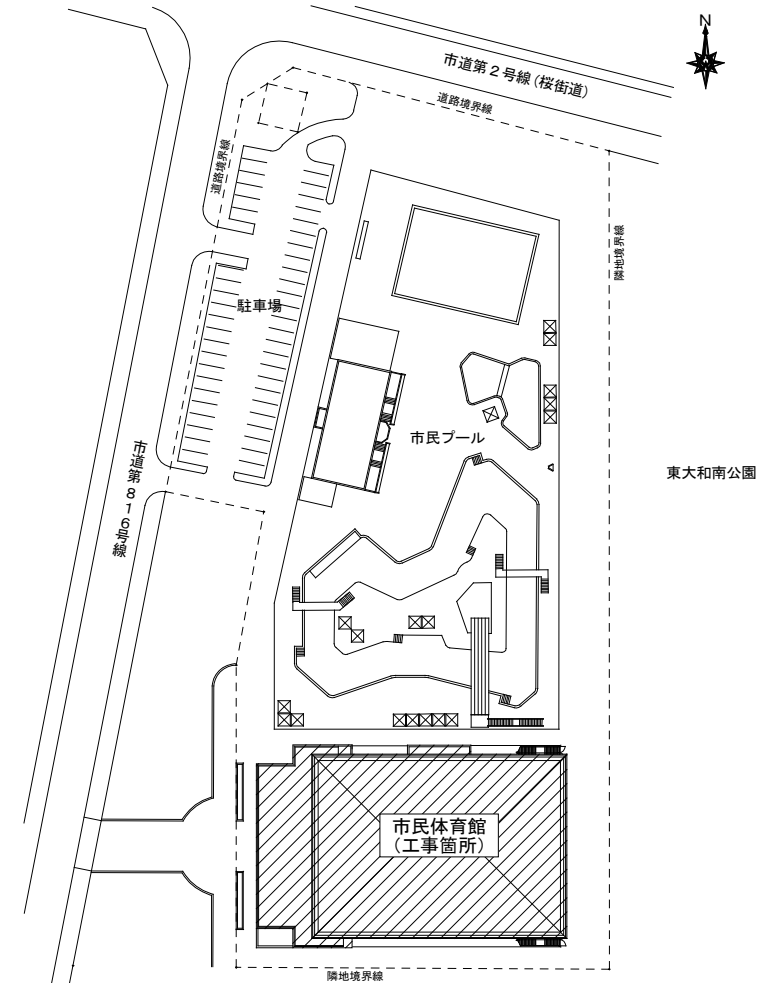 N
市道第２号線（桜街道）
道路境界線
道路境界線
隣地境界線
駐車場
市民プール
市道第８１６号線
東大和南公園
市民体育館
（工事箇所）
隣地境界線